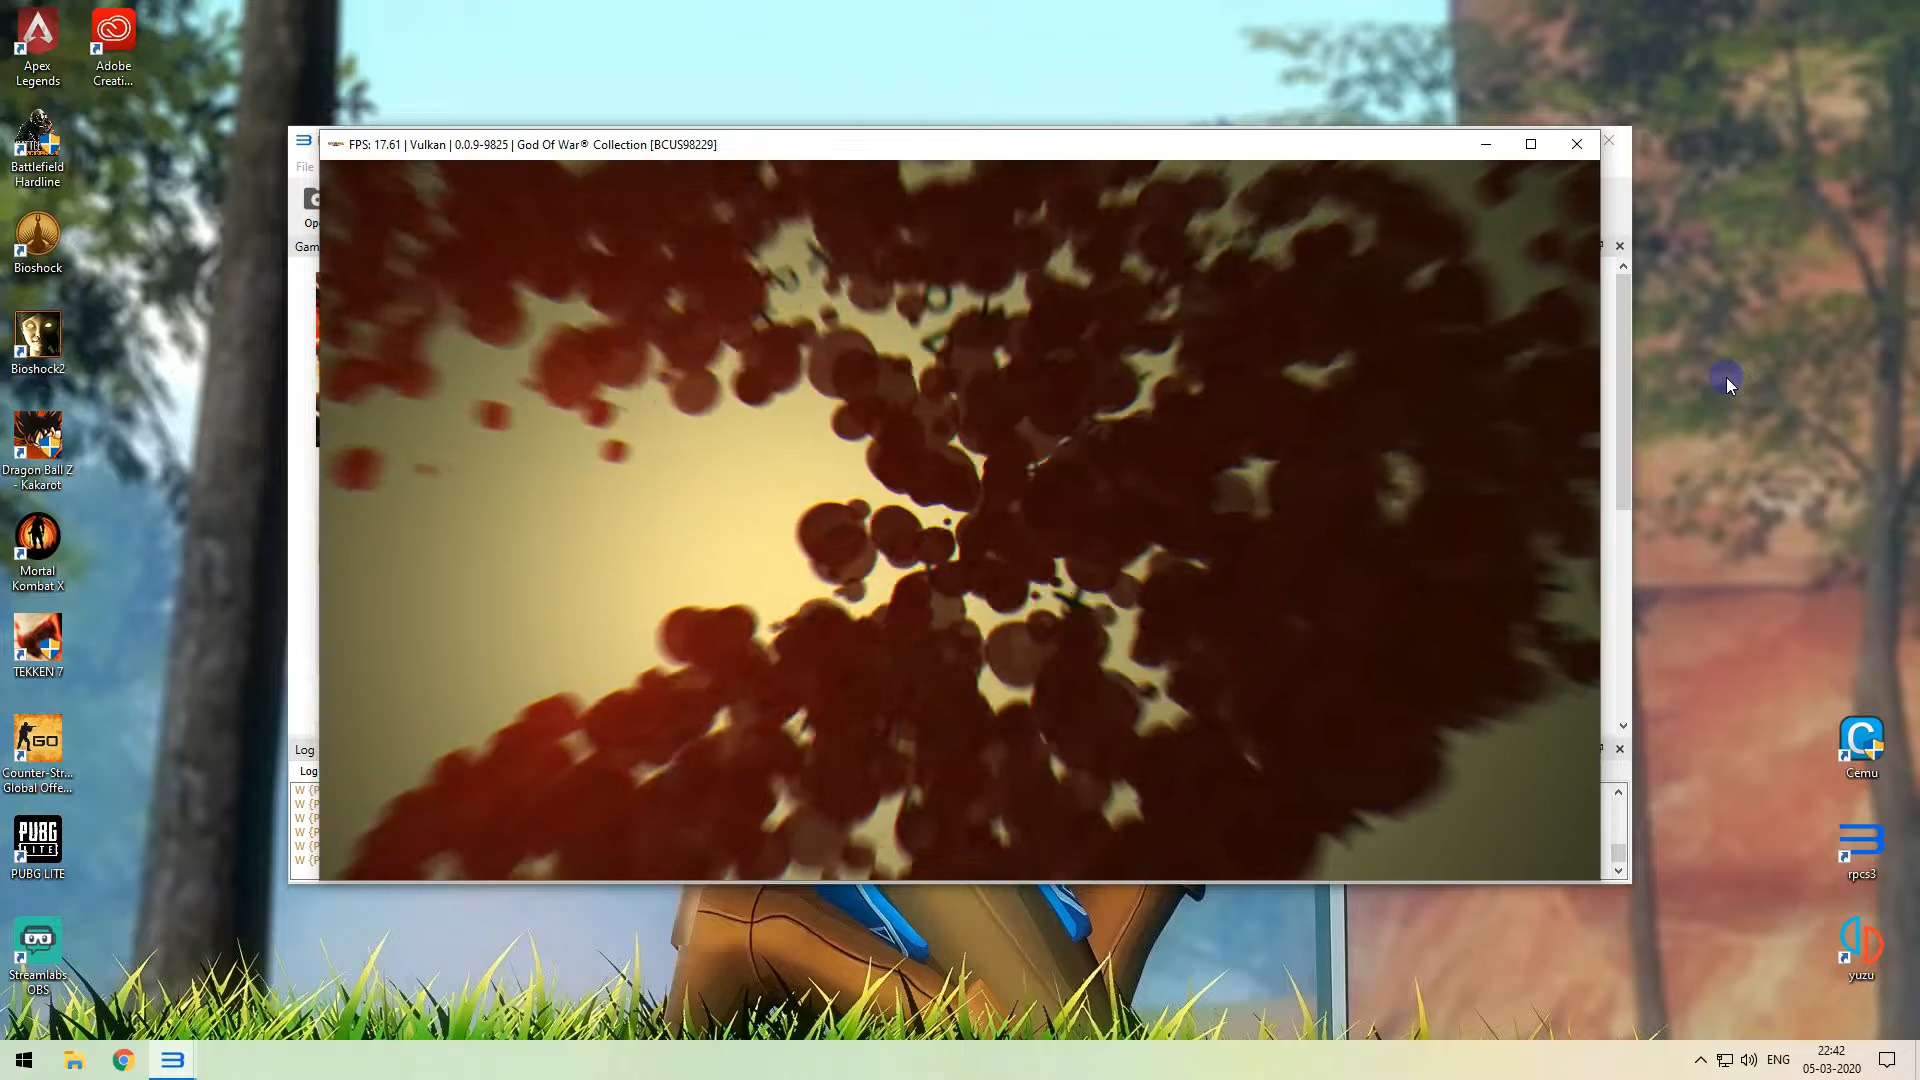 Apex
Legends
Adobe
Creati...
Battlefield
Hardline
Bioshock
Bioshock2
Dragon Ball Z
- Kakarot
Mortal
Kombat X
TEKKEN 7
GO
Counter-Str...
Global Offe...
PUBG
LITE
PUBG LITE
Streamlabs
OBS
FPS: 17.61 | Vulkan | 0.0.9-9825 | God Of War® Collection [BCUS98229]
File
Op
Gam
Log
Log
W {P
W {P
W {P
W {P
W {P
W {P
Cemu
rpcs3
yuzu
ENG
22:42
05-03-2020